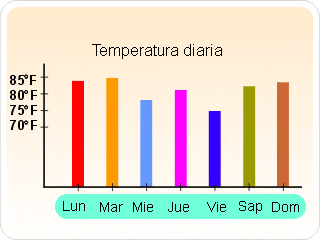 Temperatura diaria
85°F
80°F
75°F
70°F
Lun Mar Mie Jue Vie Sap Dom